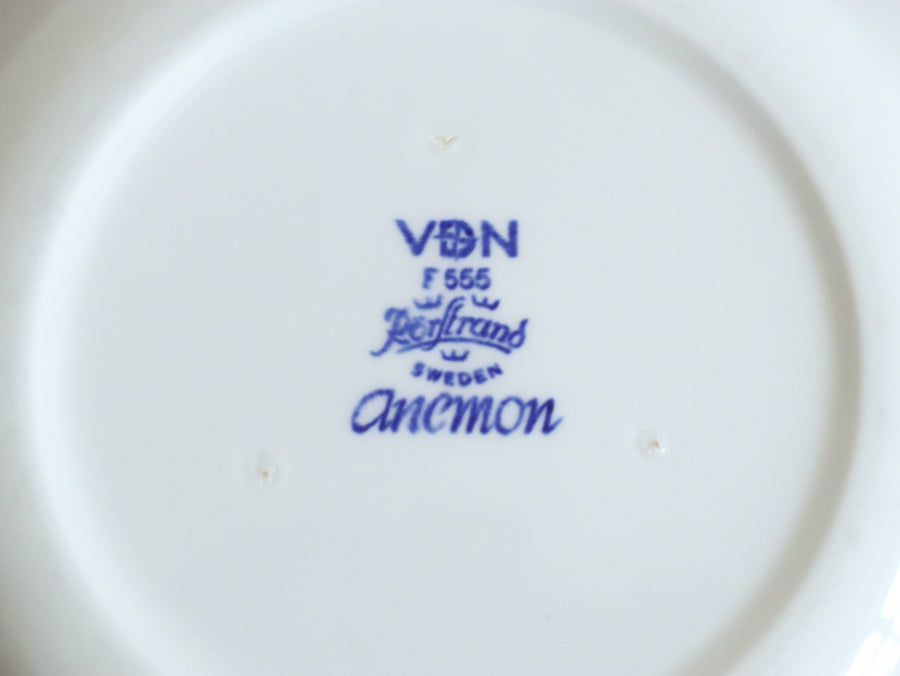 VDN
F 555
Rörstrand
SWEDEN
anemon